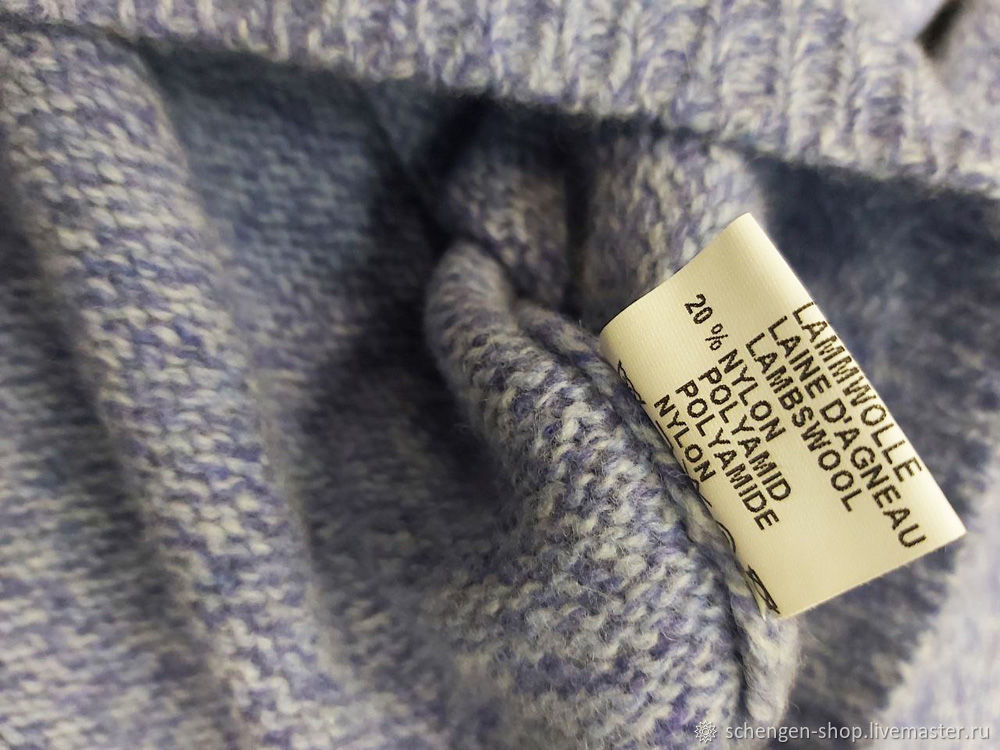 LAMMWOLLE
LAINE D'AGNEAU
LAMBSWOOL
20 % NYLON
POLYAMID
POLYAMIDE
NYLON
schengen-shop.livemaster.ru